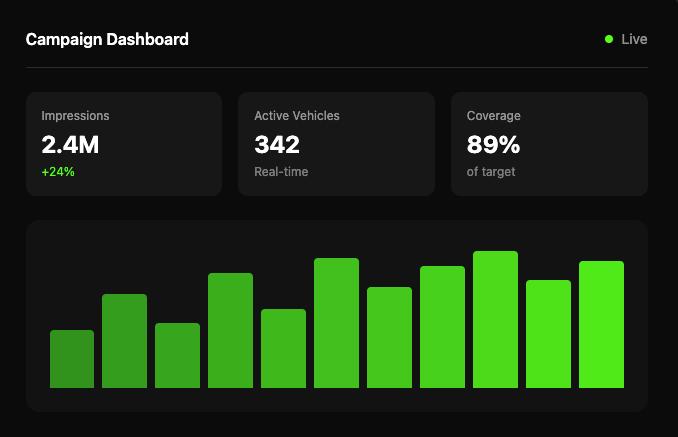 Campaign Dashboard
Live
Impressions
2.4M
+24%
Active Vehicles
342
Real-time
Coverage
89%
of target